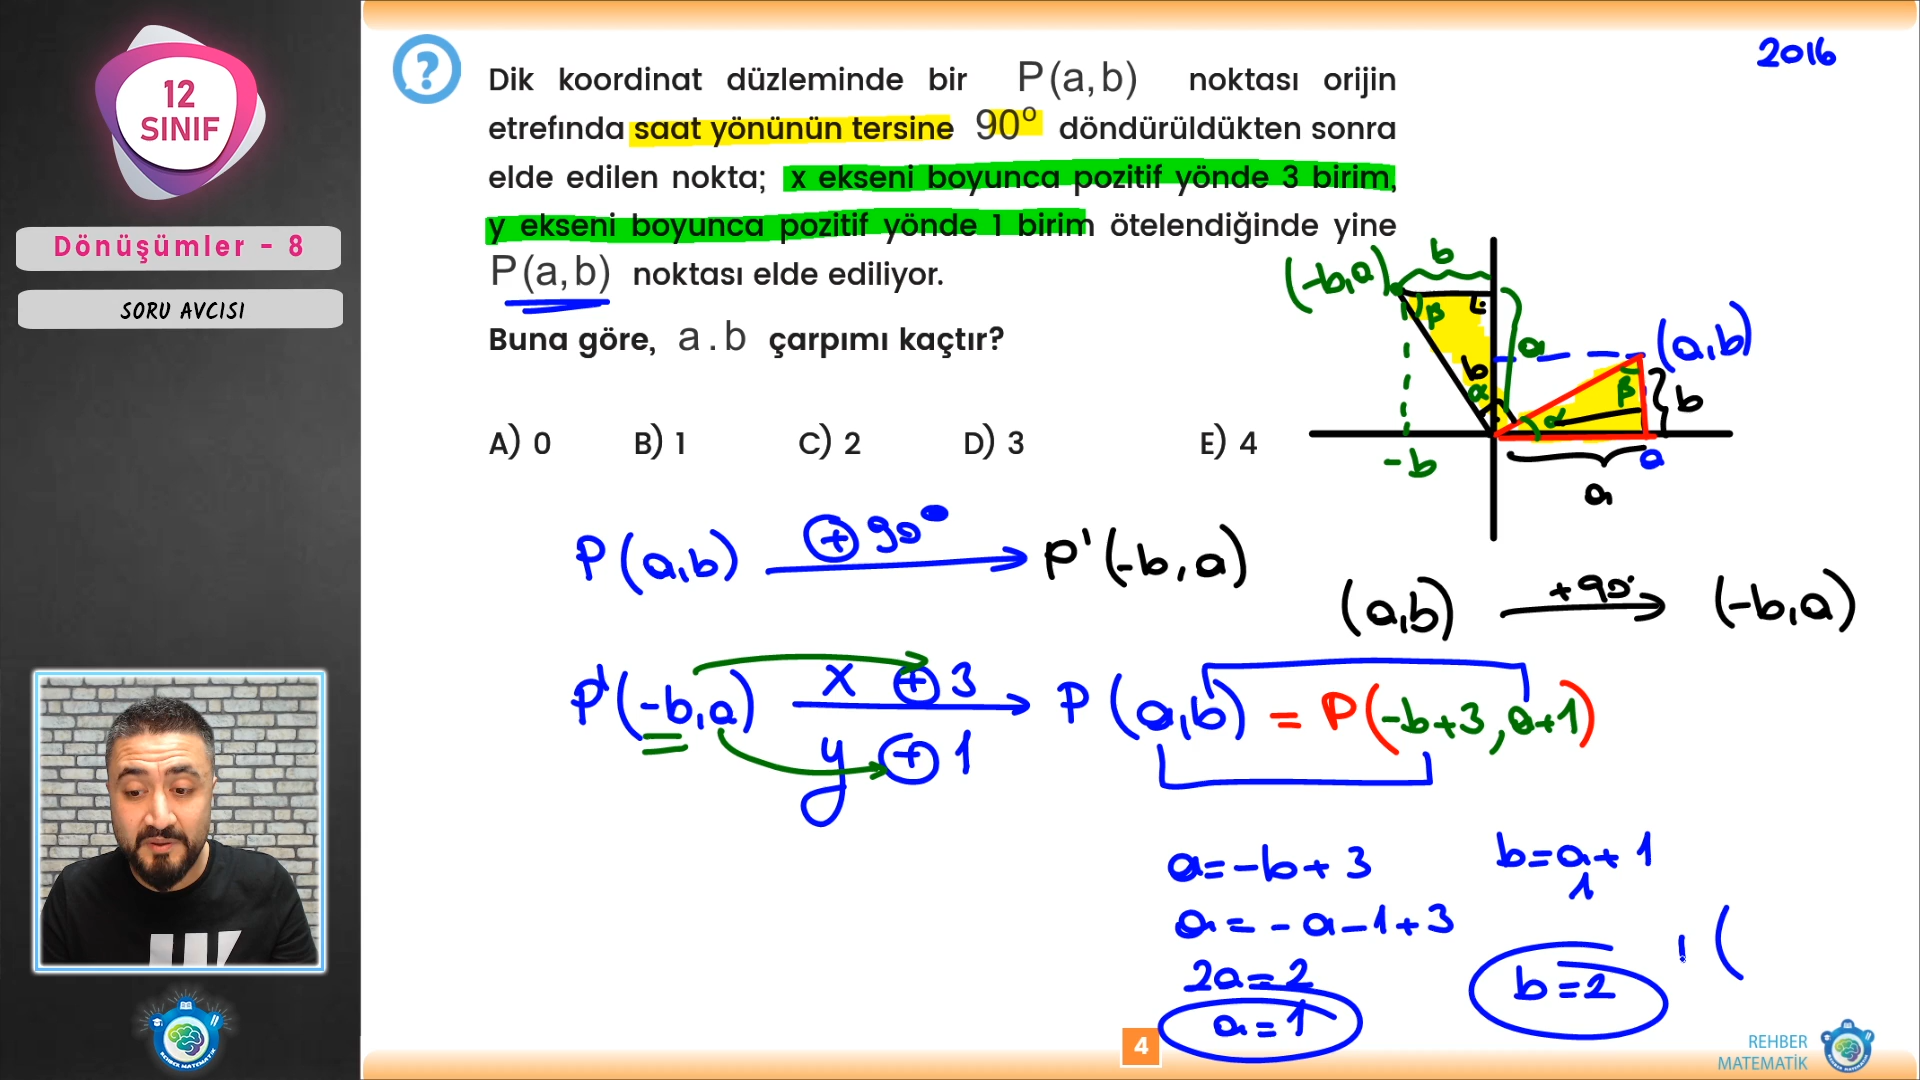 12
SINIF
Dönüşümler - 8
SORU AVCISI
2016
?
Dik koordinat düzleminde bir P(a,b) noktası orijin
etrefında saat yönünün tersine 90° döndürüldükten sonra
elde edilen nokta; x ekseni boyunca pozitif yönde 3 birim,
y ekseni boyunca pozitif yönde 1 birim ötelendiğinde yine
P(a,b) noktası elde ediliyor.
Buna göre, a.b çarpımı kaçtır?
A) 0 B) 1 C) 2 D) 3 E) 4
b
(-b,a)
β
a
(a,b)
b
α
α
β
b
-b
a
a
P(a,b) +90° P'(-b,a)
(a,b) +90° (-b,a)
P'(-b,a) x +3 P(a,b) = P(-b+3,a+1)
y +1
a=-b+3 b=a+1
1
a=-a-1+3
2a=2 b=2 (
a=1
4
REHBER
MATEMATİK
REHBER MATEMATİK